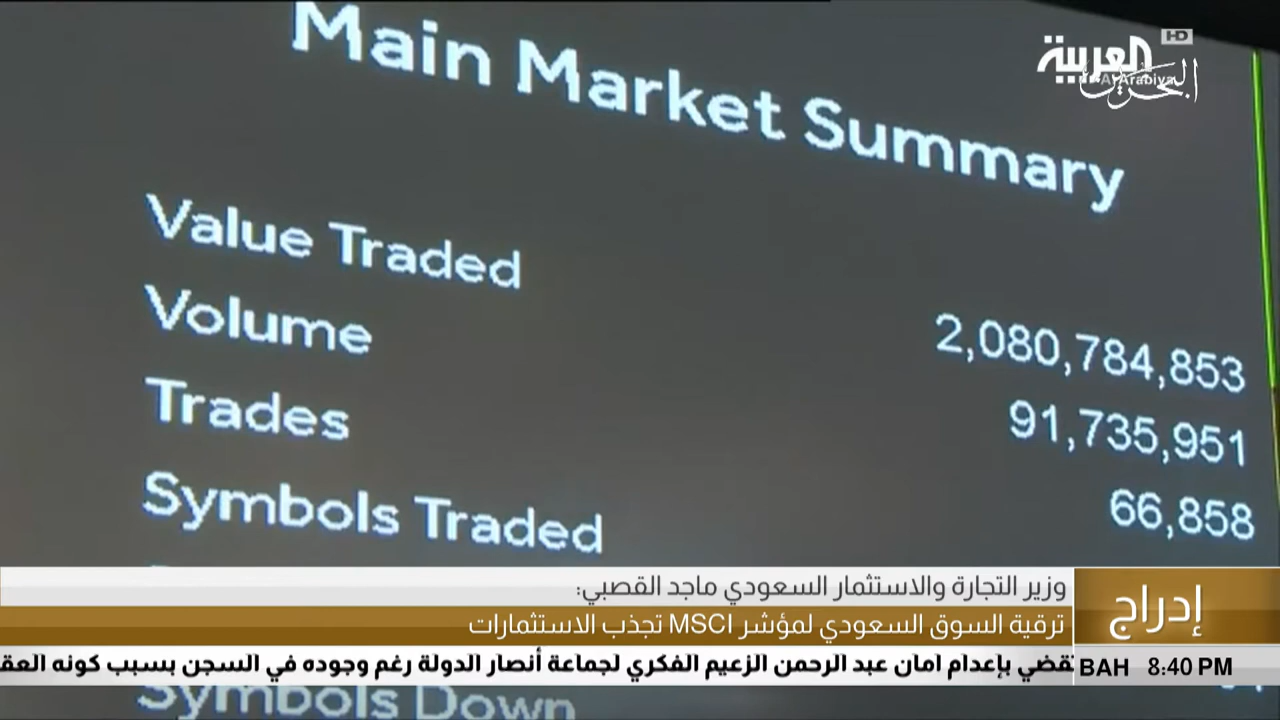 Main Market Summary
HD
العربية
Al Arabiya
البحرين
Value Traded
2,080,784,853
Volume
91,735,951
Trades
66,858
Symbols Traded
إدراج
وزير التجارة والاستثمار السعودي ماجد القصبي:
ترقية السوق السعودي لمؤشر MSCI تجذب الاستثمارات
BAH 8:40 PM
قضي بإعدام أمان عبد الرحمن الزعيم الفكري لجماعة أنصار الدولة رغم وجوده في السجن بسبب كونه العق
Symbols Down